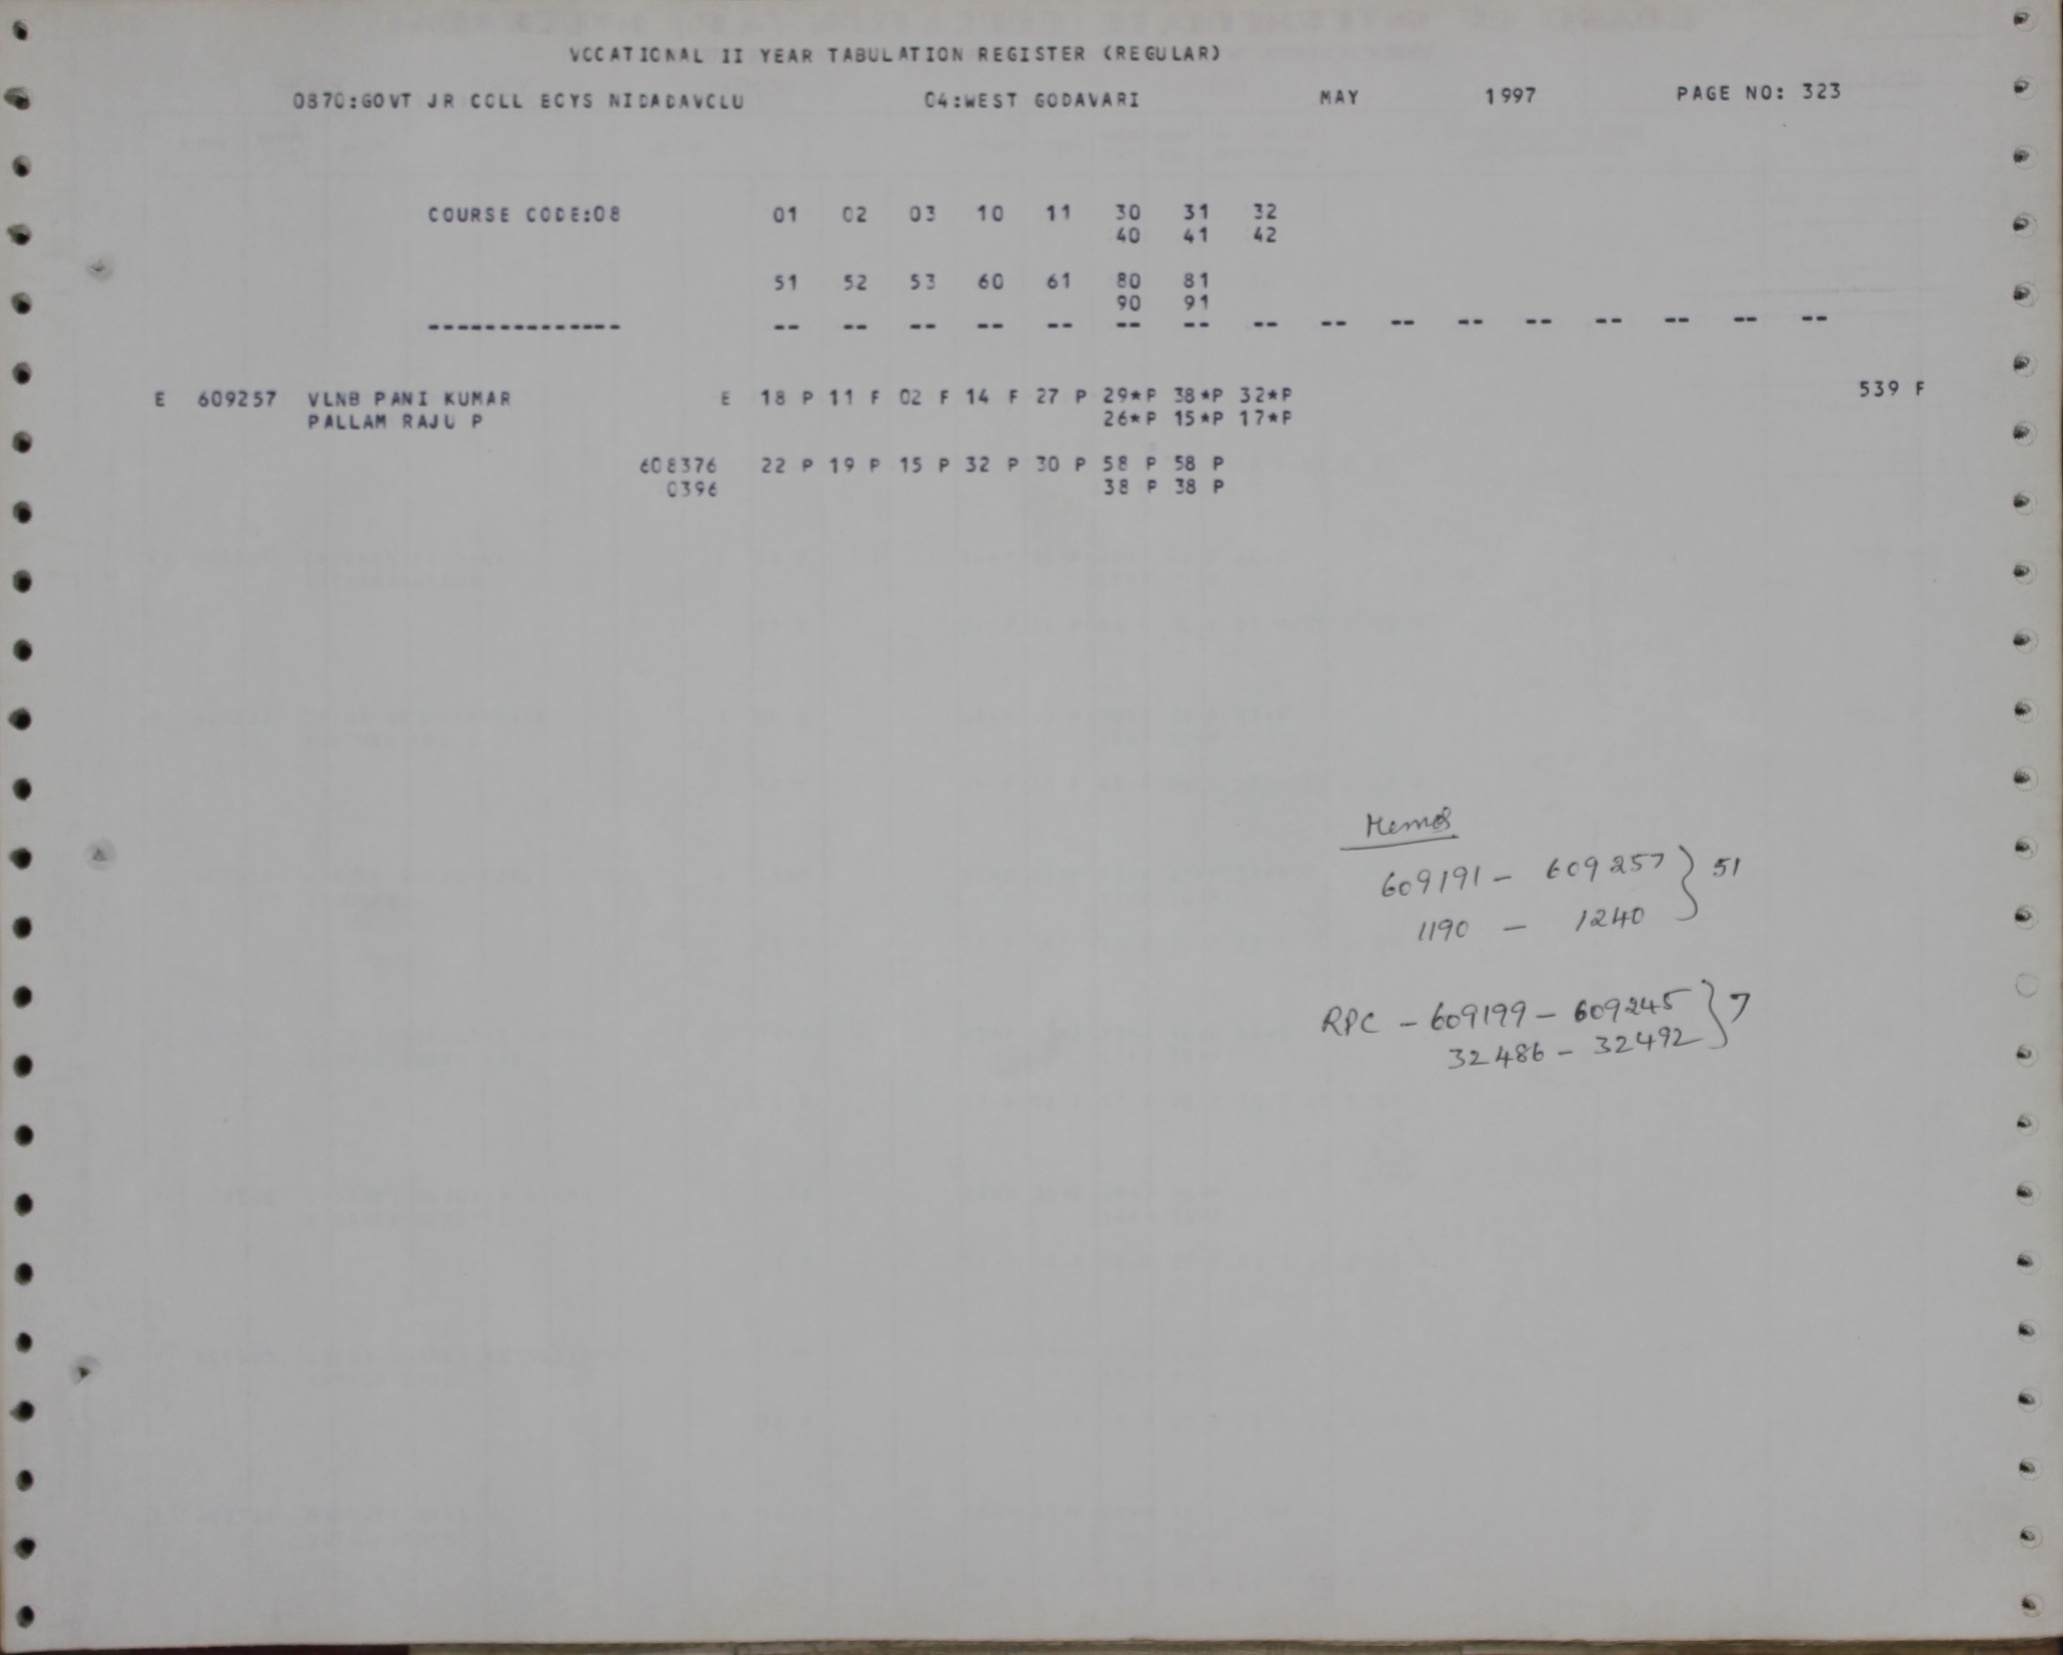 VCCATIONAL II YEAR TABULATION REGISTER (REGULAR)
0870:GOVT JR COLL ECYS NIDADAVOLU 04:WEST GODAVARI MAY 1997 PAGE NO: 323
COURSE CODE:08 01 02 03 10 11 30 31 32
40 41 42
51 52 53 60 61 80 81
90 91
-------------- -- -- -- -- -- -- -- -- -- -- -- -- -- -- -- --
E 609257 VLNB PANI KUMAR E 18 P 11 F 02 F 14 F 27 P 29*P 38*P 32*P 539 F
PALLAM RAJU P 26*P 15*P 17*P
608376 22 P 19 P 15 P 32 P 30 P 58 P 58 P
0396 38 P 38 P
Memos
609191 - 609257 } 51
1190 - 1240
RPC - 609199 - 609245 } 7
32486 - 32492